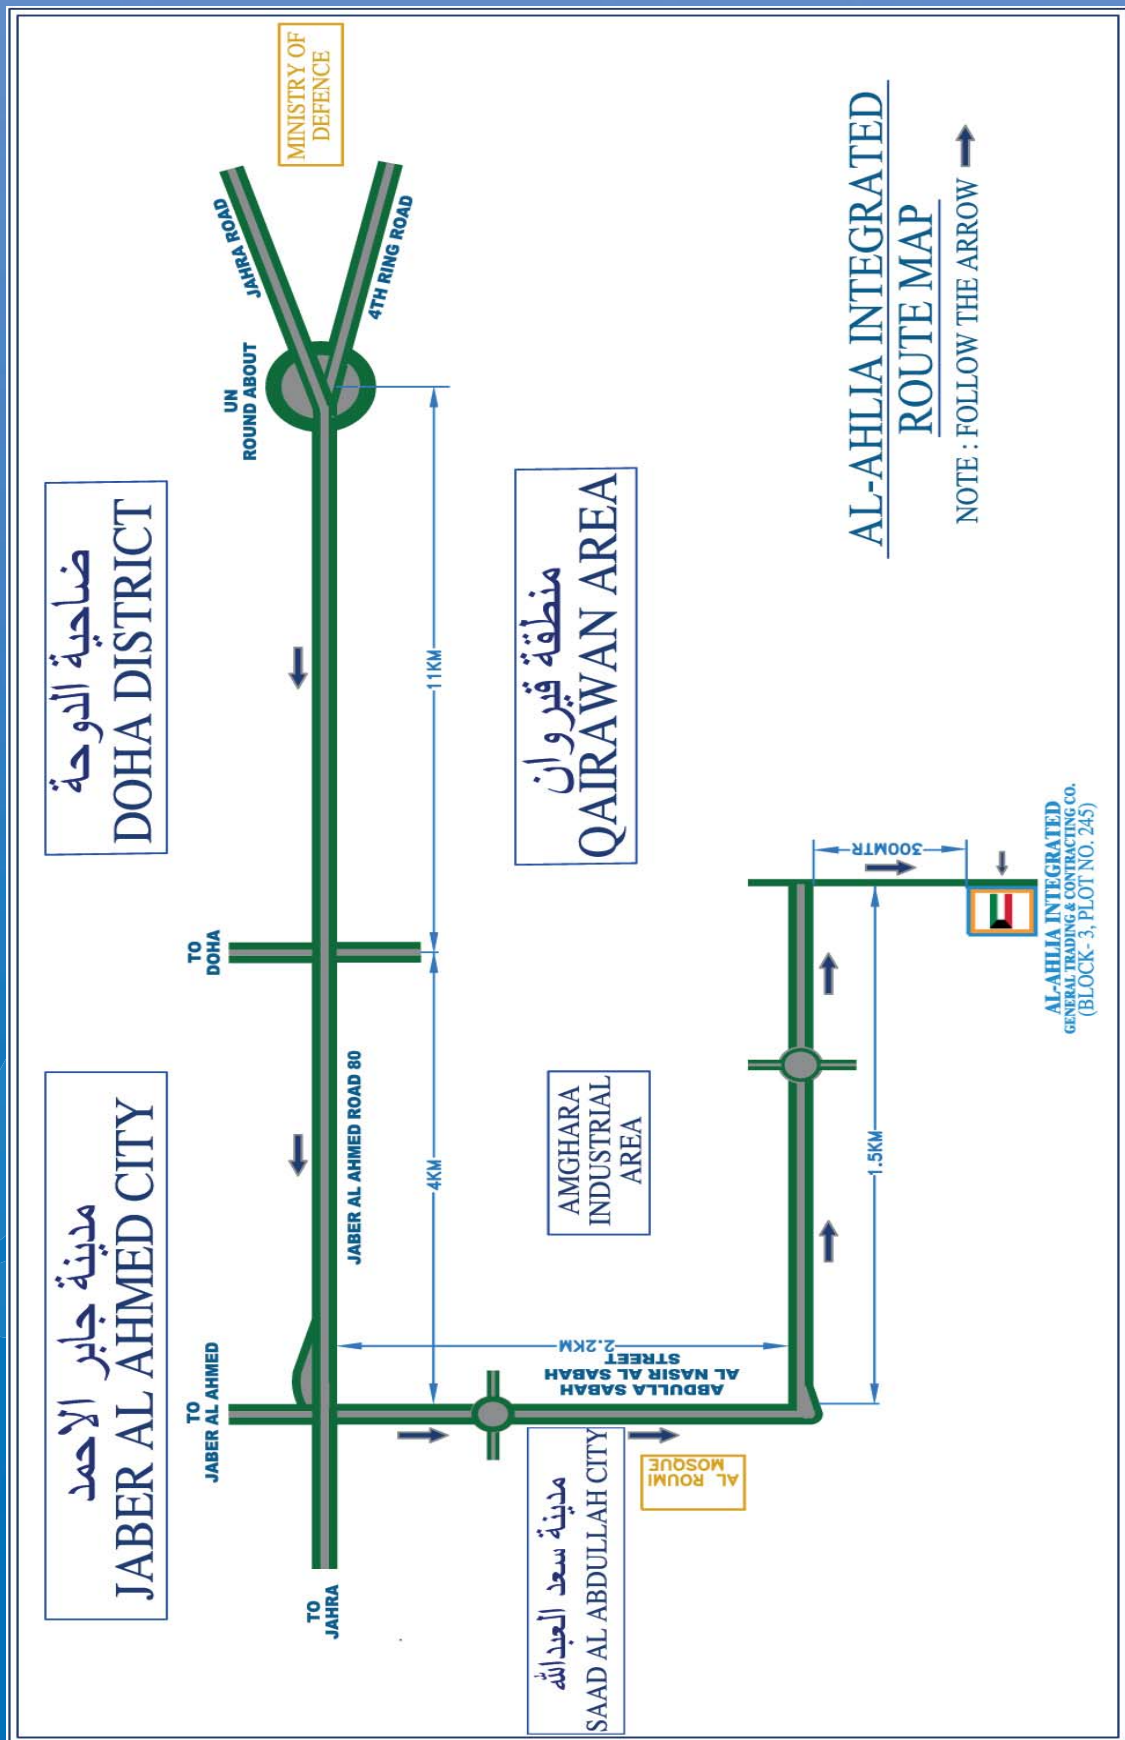 ضاحية الدوحة
DOHA DISTRICT
مدينة جابر الاحمد
JABER AL AHMED CITY
MINISTRY OF
DEFENCE
JAHRA ROAD
4TH RING ROAD
UN
ROUND ABOUT
TO
DOHA
TO
JABER AL AHMED
TO
JAHRA
JABER AL AHMED ROAD 80
11KM
4KM
منطقة قيروان
QAIRAWAN AREA
AMGHARA
INDUSTRIAL
AREA
2.2KM
ABDULLA SABAH
AL NASIR AL SABAH
STREET
مدينة سعد العبدالله
SAAD AL ABDULLAH CITY
AL ROUMI
MOSQUE
1.5KM
300MTR
AL-AHLIA INTEGRATED
GENERAL TRADING & CONTRACTING CO.
(BLOCK- 3, PLOT NO. 245)
AL-AHLIA INTEGRATED
ROUTE MAP
NOTE : FOLLOW THE ARROW